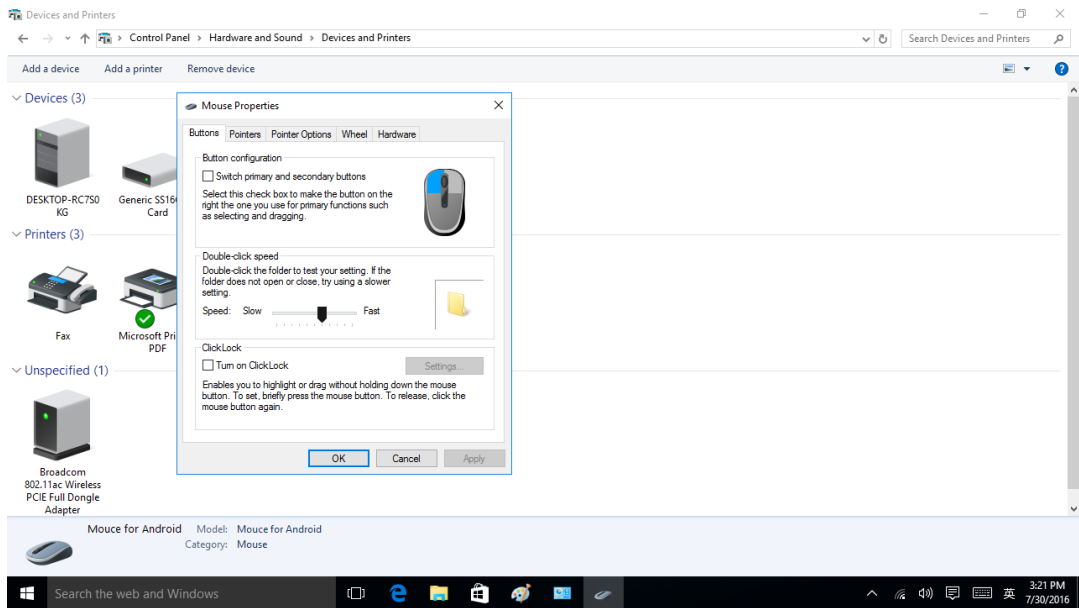 Devices and Printers
Control Panel > Hardware and Sound > Devices and Printers
Search Devices and Printers
Add a device Add a printer Remove device
Devices (3)
DESKTOP-RC7S0
KG
Generic SS16
Card
Printers (3)
Fax
Microsoft Pri
PDF
Unspecified (1)
Broadcom
802.11ac Wireless
PCIE Full Dongle
Adapter
Mouse Properties
Buttons Pointers Pointer Options Wheel Hardware
Button configuration
Switch primary and secondary buttons
Select this check box to make the button on the
right the one you use for primary functions such
as selecting and dragging.
Double-click speed
Double-click the folder to test your setting. If the
folder does not open or close, try using a slower
setting.
Speed: Slow Fast
ClickLock
Turn on ClickLock
Settings...
Enables you to highlight or drag without holding down the mouse
button. To set, briefly press the mouse button. To release, click the
mouse button again.
OK Cancel Apply
Mouce for Android Model: Mouce for Android
Category: Mouse
Search the web and Windows
英
3:21 PM
7/30/2016